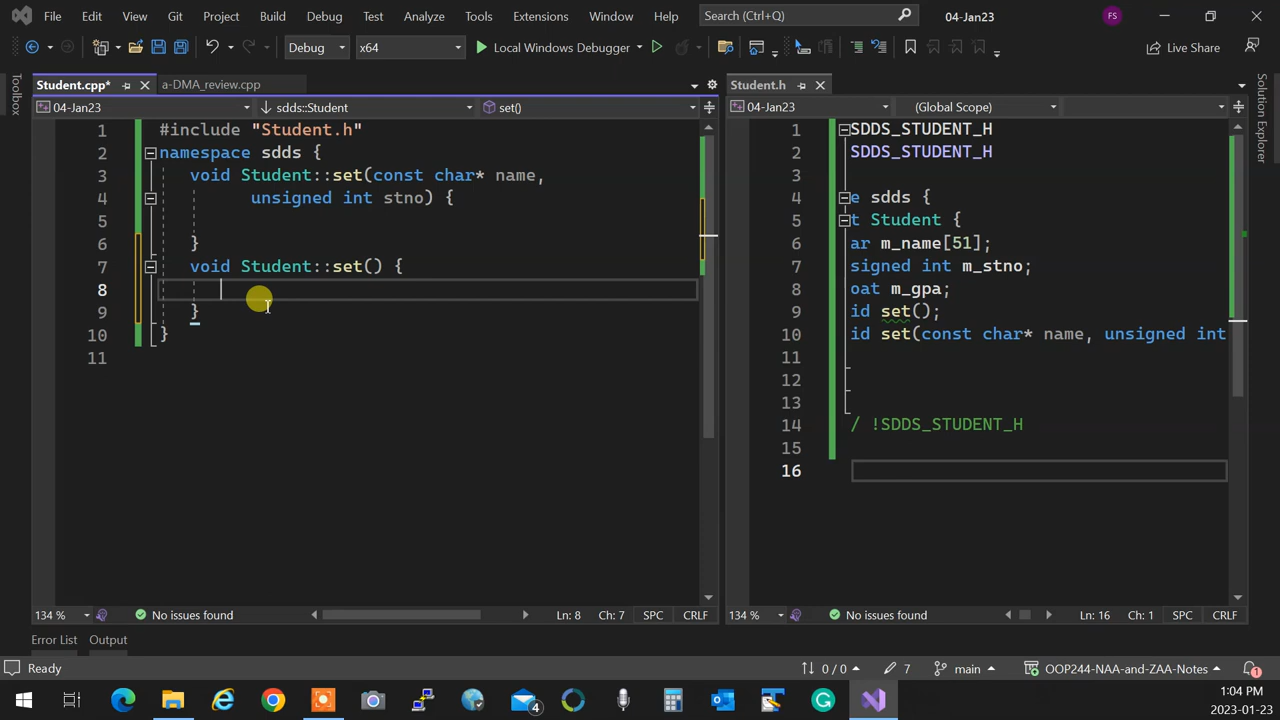 File Edit View Git Project Build Debug Test Analyze Tools Extensions Window Help Search (Ctrl+Q) 04-Jan23 FS
Debug x64 Local Windows Debugger Live Share
Toolbox
Student.cpp* a-DMA_review.cpp
04-Jan23 sdds::Student set()
1 #include "Student.h"
2 namespace sdds {
3 void Student::set(const char* name,
4 unsigned int stno) {
5
6 }
7 void Student::set() {
8
9 }
10 }
11
134 % No issues found Ln: 8 Ch: 7 SPC CRLF
Student.h
04-Jan23 (Global Scope)
1 SDDS_STUDENT_H
2 SDDS_STUDENT_H
3
4 e sdds {
5 t Student {
6 ar m_name[51];
7 signed int m_stno;
8 oat m_gpa;
9 id set();
10 id set(const char* name, unsigned int
11
12
13
14 / !SDDS_STUDENT_H
15
16
134 % No issues found Ln: 16 Ch: 1 SPC CRLF
Solution Explorer
Error List Output
Ready 0 / 0 7 main OOP244-NAA-and-ZAA-Notes 1
4
1:04 PM
2023-01-23